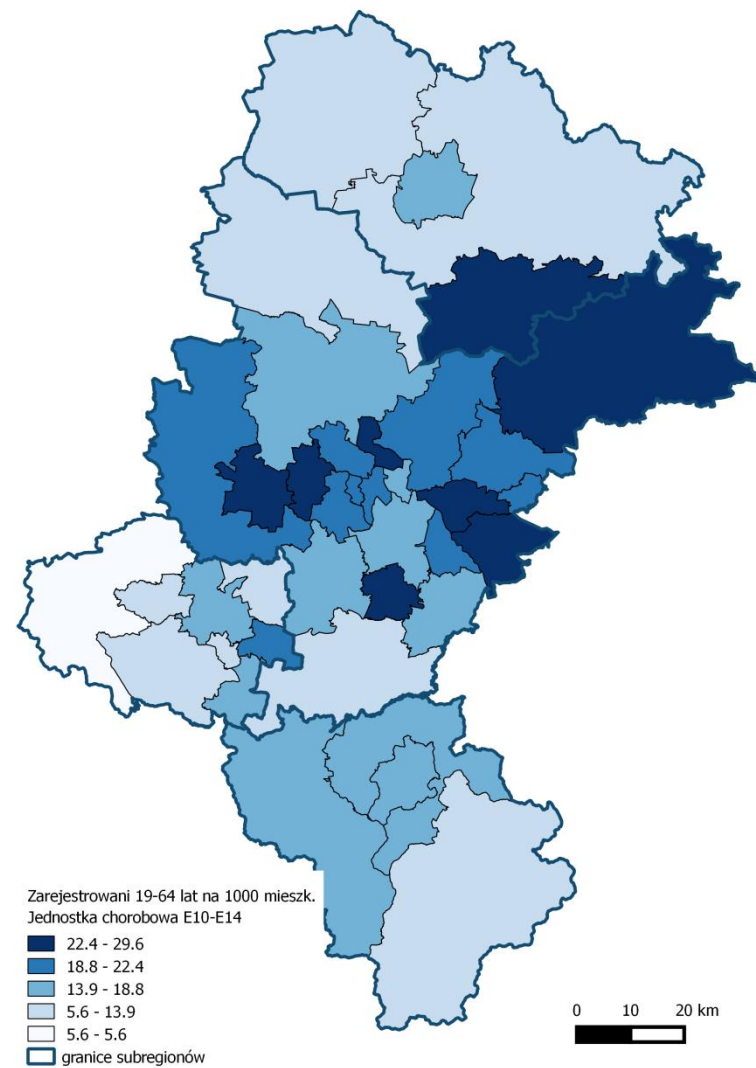 Zarejestrowani 19-64 lat na 1000 mieszk.
Jednostka chorobowa E10-E14
22.4 - 29.6
18.8 - 22.4
13.9 - 18.8
5.6 - 13.9
5.6 - 5.6
granice subregionów
0 10 20 km